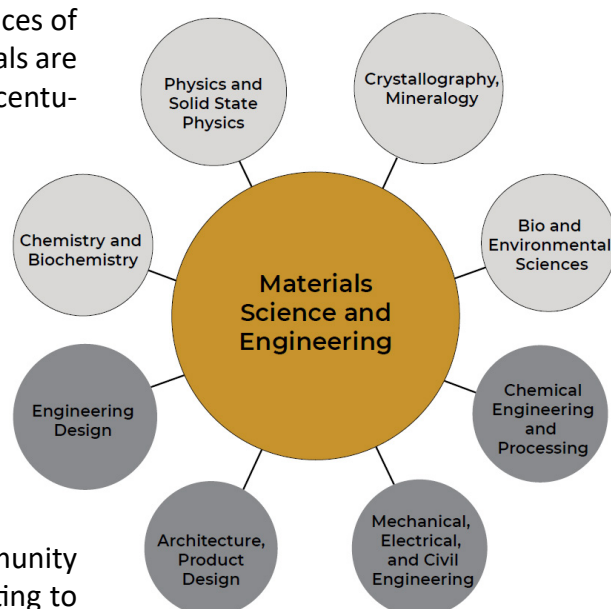 ces of
als are
centu-
Physics and
Solid State
Physics
Crystallography,
Mineralogy
Chemistry and
Biochemistry
Bio and
Environmental
Sciences
Materials
Science and
Engineering
Engineering
Design
Chemical
Engineering
and
Processing
Architecture,
Product
Design
Mechanical,
Electrical,
and Civil
Engineering
munity
ting to